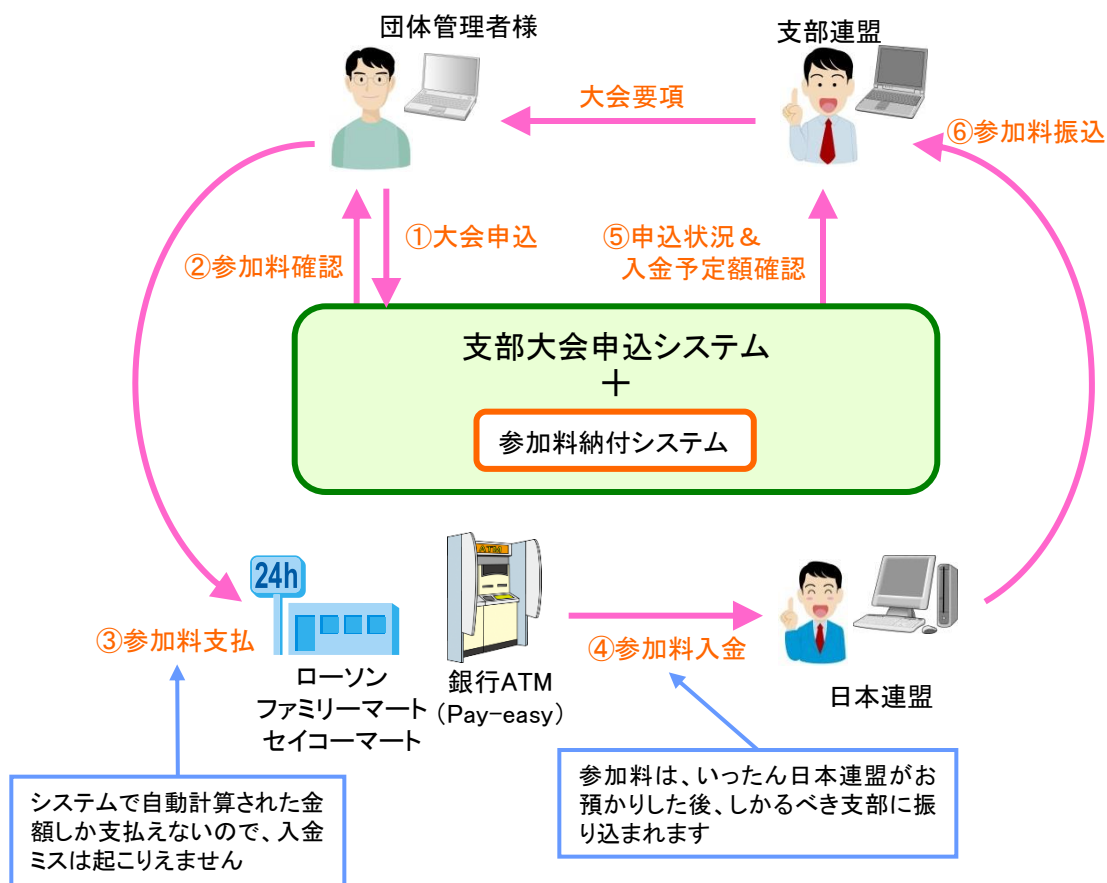 団体管理者様
支部連盟
大会要項
⑥参加料振込
①大会申込
②参加料確認
⑤申込状況＆
入金予定額確認
支部大会申込システム
＋
参加料納付システム
24h
ATM
③参加料支払
④参加料入金
ローソン
ファミリーマート
セイコーマート
銀行ATM
（Pay-easy）
日本連盟
システムで自動計算された金
額しか支払えないので、入金
ミスは起こりえません
参加料は、いったん日本連盟がお
預かりした後、しかるべき支部に振
り込まれます